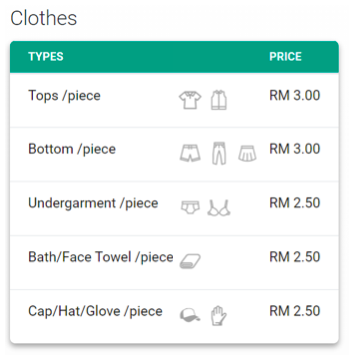 Clothes
TYPES PRICE
Tops /piece RM 3.00
Bottom /piece RM 3.00
Undergarment /piece RM 2.50
Bath/Face Towel /piece RM 2.50
Cap/Hat/Glove /piece RM 2.50